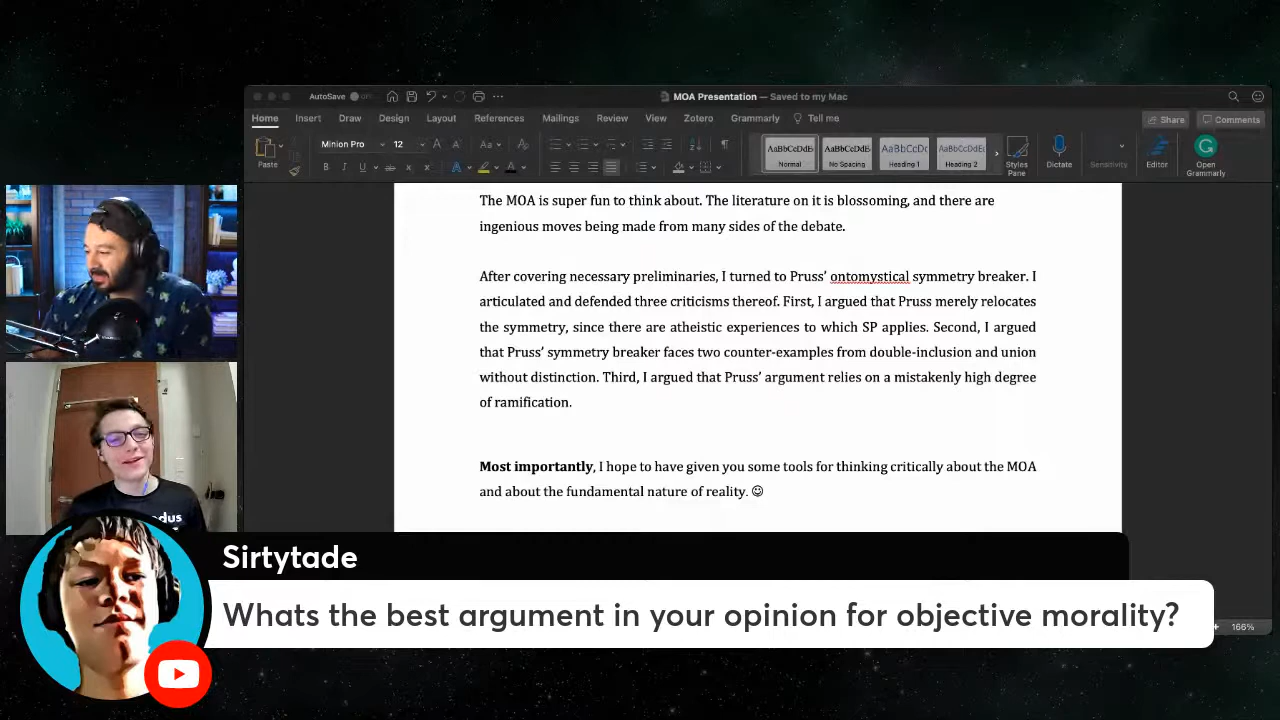 AutoSave
MOA Presentation — Saved to my Mac
Home Insert Draw Design Layout References Mailings Review View Zotero Grammarly Tell me
Share Comments
Paste
Minion Pro 12
AaBbCcDdE AaBbCcDdE AaBbCcDc AaBbCcDdE
Normal No Spacing Heading 1 Heading 2
Styles
Pane
Dictate
Sensitivity
Editor
Open
Grammarly
The MOA is super fun to think about. The literature on it is blossoming, and there are
ingenious moves being made from many sides of the debate.
After covering necessary preliminaries, I turned to Pruss’ ontomystical symmetry breaker. I
articulated and defended three criticisms thereof. First, I argued that Pruss merely relocates
the symmetry, since there are atheistic experiences to which SP applies. Second, I argued
that Pruss’ symmetry breaker faces two counter-examples from double-inclusion and union
without distinction. Third, I argued that Pruss’ argument relies on a mistakenly high degree
of ramification.
Most importantly, I hope to have given you some tools for thinking critically about the MOA
and about the fundamental nature of reality. ☺
Sirtytade
Whats the best argument in your opinion for objective morality?
166%